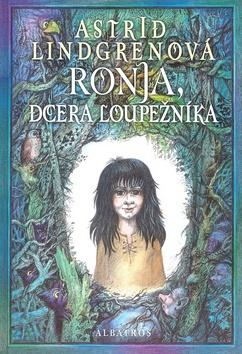 ASTRID
LINDGRENOVÁ
RONJA,
DCERA LOUPEŽNÍKA
ALBATROS